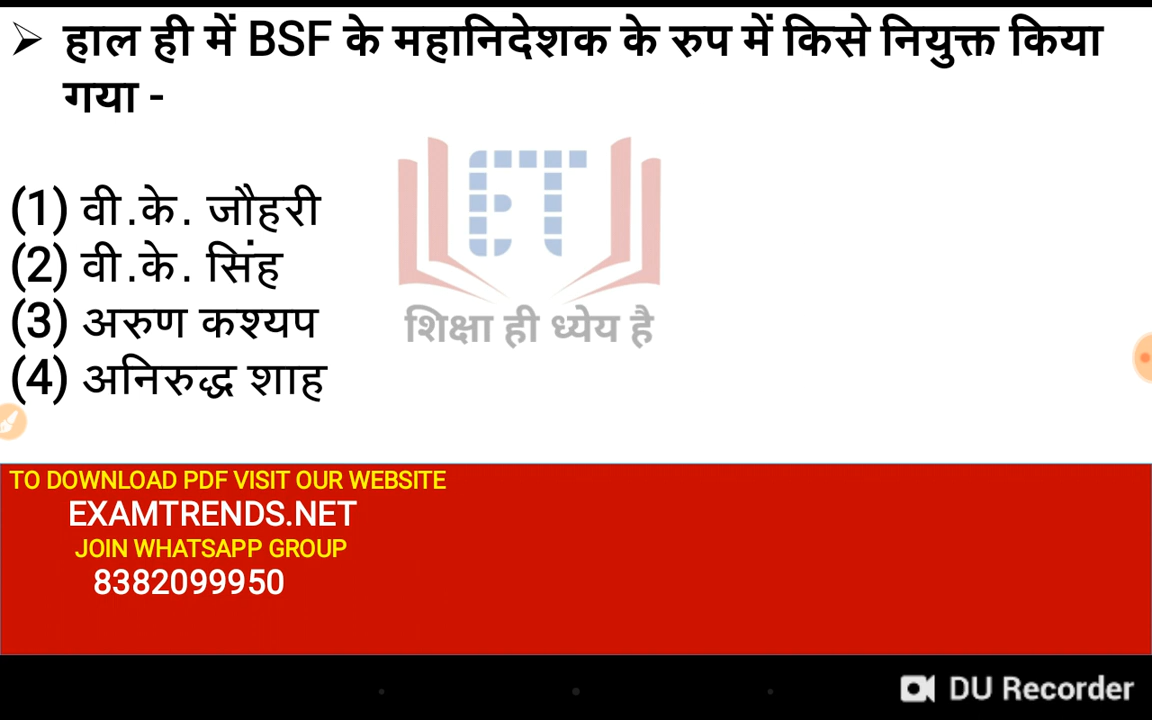 ➢ हाल ही में BSF के महानिदेशक के रुप में किसे नियुक्त किया
गया -
(1) वी.के. जौहरी
(2) वी.के. सिंह
(3) अरुण कश्यप
(4) अनिरुद्ध शाह
ET
शिक्षा ही ध्येय है
TO DOWNLOAD PDF VISIT OUR WEBSITE
EXAMTRENDS.NET
JOIN WHATSAPP GROUP
8382099950
DU Recorder